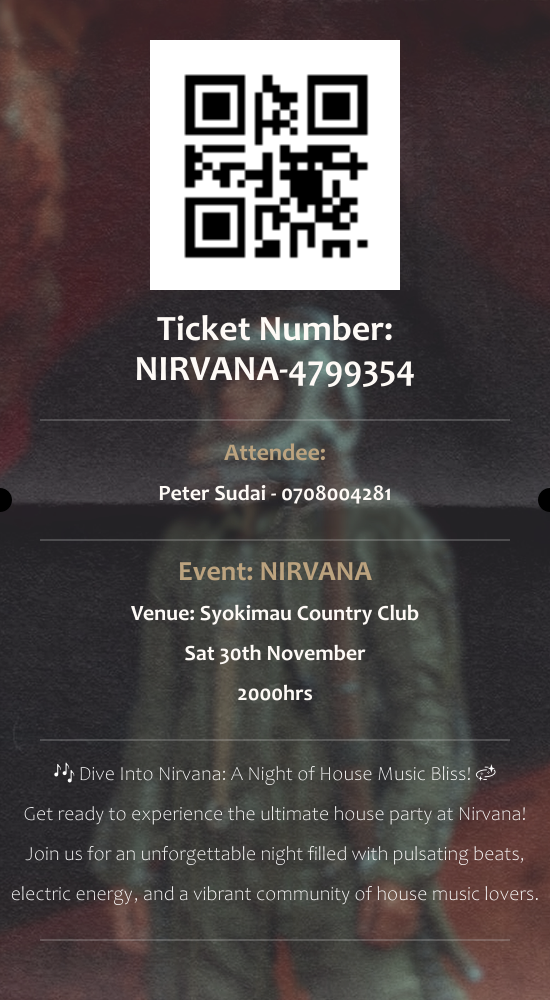 Ticket Number:
NIRVANA-4799354
Attendee:
Peter Sudai - 0708004281
Event: NIRVANA
Venue: Syokimau Country Club
Sat 30th November
2000hrs
🎶 Dive Into Nirvana: A Night of House Music Bliss! 💫
Get ready to experience the ultimate house party at Nirvana!
Join us for an unforgettable night filled with pulsating beats,
electric energy, and a vibrant community of house music lovers.